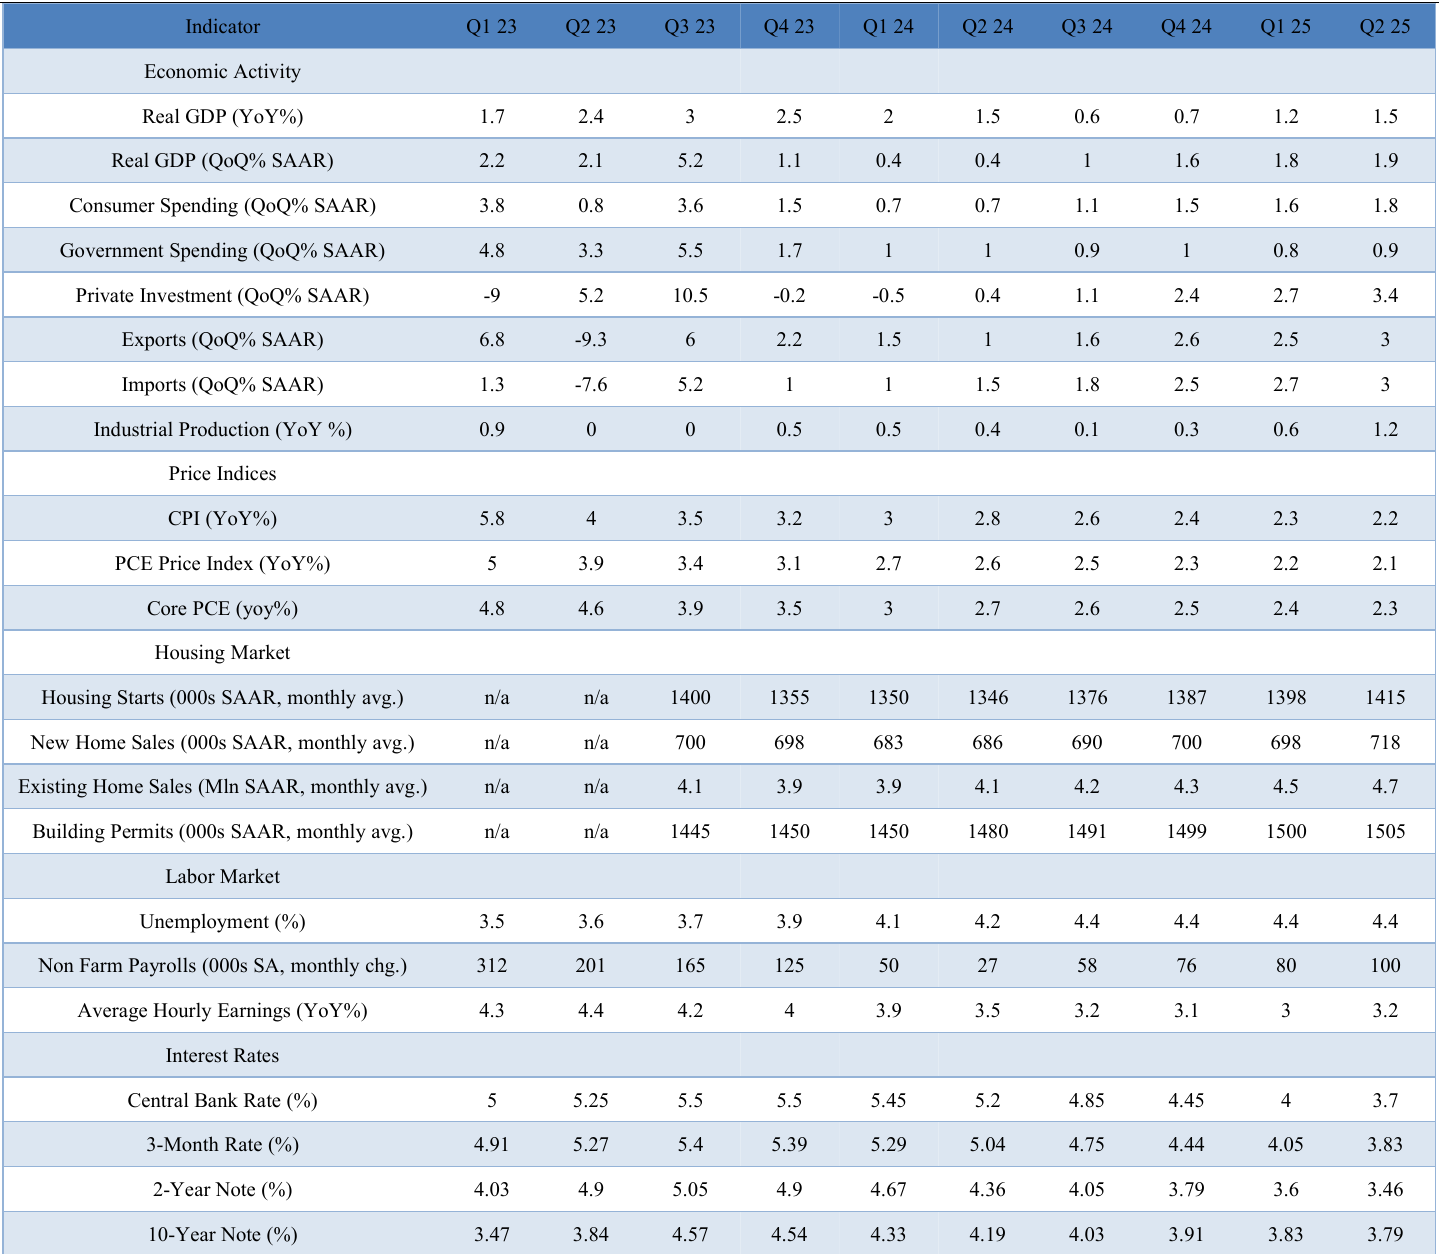 Indicator Q1 23 Q2 23 Q3 23 Q4 23 Q1 24 Q2 24 Q3 24 Q4 24 Q1 25 Q2 25
Economic Activity
Real GDP (YoY%) 1.7 2.4 3 2.5 2 1.5 0.6 0.7 1.2 1.5
Real GDP (QoQ% SAAR) 2.2 2.1 5.2 1.1 0.4 0.4 1 1.6 1.8 1.9
Consumer Spending (QoQ% SAAR) 3.8 0.8 3.6 1.5 0.7 0.7 1.1 1.5 1.6 1.8
Government Spending (QoQ% SAAR) 4.8 3.3 5.5 1.7 1 1 0.9 1 0.8 0.9
Private Investment (QoQ% SAAR) -9 5.2 10.5 -0.2 -0.5 0.4 1.1 2.4 2.7 3.4
Exports (QoQ% SAAR) 6.8 -9.3 6 2.2 1.5 1 1.6 2.6 2.5 3
Imports (QoQ% SAAR) 1.3 -7.6 5.2 1 1 1.5 1.8 2.5 2.7 3
Industrial Production (YoY %) 0.9 0 0 0.5 0.5 0.4 0.1 0.3 0.6 1.2
Price Indices
CPI (YoY%) 5.8 4 3.5 3.2 3 2.8 2.6 2.4 2.3 2.2
PCE Price Index (YoY%) 5 3.9 3.4 3.1 2.7 2.6 2.5 2.3 2.2 2.1
Core PCE (yoy%) 4.8 4.6 3.9 3.5 3 2.7 2.6 2.5 2.4 2.3
Housing Market
Housing Starts (000s SAAR, monthly avg.) n/a n/a 1400 1355 1350 1346 1376 1387 1398 1415
New Home Sales (000s SAAR, monthly avg.) n/a n/a 700 698 683 686 690 700 698 718
Existing Home Sales (Mln SAAR, monthly avg.) n/a n/a 4.1 3.9 3.9 4.1 4.2 4.3 4.5 4.7
Building Permits (000s SAAR, monthly avg.) n/a n/a 1445 1450 1450 1480 1491 1499 1500 1505
Labor Market
Unemployment (%) 3.5 3.6 3.7 3.9 4.1 4.2 4.4 4.4 4.4 4.4
Non Farm Payrolls (000s SA, monthly chg.) 312 201 165 125 50 27 58 76 80 100
Average Hourly Earnings (YoY%) 4.3 4.4 4.2 4 3.9 3.5 3.2 3.1 3 3.2
Interest Rates
Central Bank Rate (%) 5 5.25 5.5 5.5 5.45 5.2 4.85 4.45 4 3.7
3-Month Rate (%) 4.91 5.27 5.4 5.39 5.29 5.04 4.75 4.44 4.05 3.83
2-Year Note (%) 4.03 4.9 5.05 4.9 4.67 4.36 4.05 3.79 3.6 3.46
10-Year Note (%) 3.47 3.84 4.57 4.54 4.33 4.19 4.03 3.91 3.83 3.79